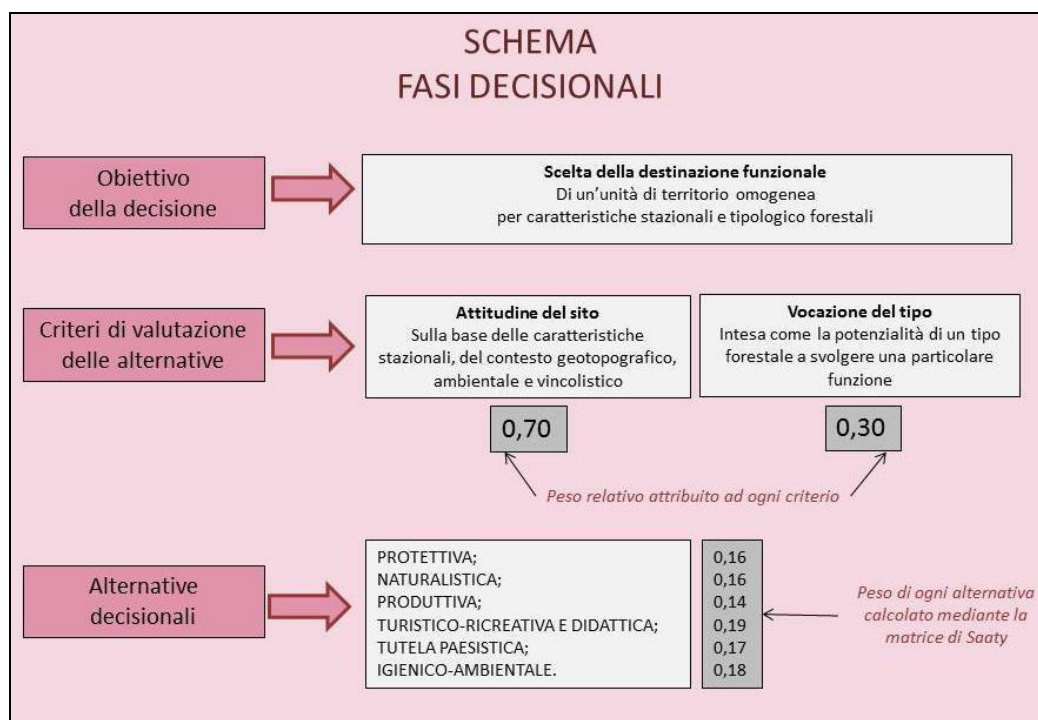 SCHEMA
FASI DECISIONALI
Obiettivo
della decisione
Scelta della destinazione funzionale
Di un'unità di territorio omogenea
per caratteristiche stazionali e tipologico forestali
Criteri di valutazione
delle alternative
Attitudine del sito
Sulla base delle caratteristiche
stazionali, del contesto geotopografico,
ambientale e vincolistico
Vocazione del tipo
Intesa come la potenzialità di un tipo
forestale a svolgere una particolare
funzione
0,70
0,30
Peso relativo attribuito ad ogni criterio
Alternative
decisionali
PROTETTIVA; 0,16
NATURALISTICA; 0,16
PRODUTTIVA; 0,14
TURISTICO-RICREATIVA E DIDATTICA; 0,19
TUTELA PAESISTICA; 0,17
IGIENICO-AMBIENTALE. 0,18
Peso di ogni alternativa
calcolato mediante la
matrice di Saaty